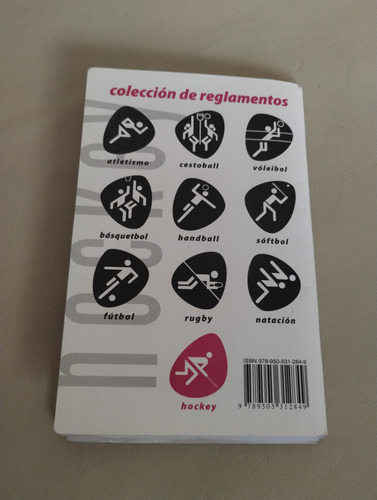 colección de reglamentos
hockey
atletismo
cestoball
vóleibol
básquetbol
handball
sóftbol
fútbol
rugby
natación
hockey
ISBN 978-950-531-284-9
9 789505 312849